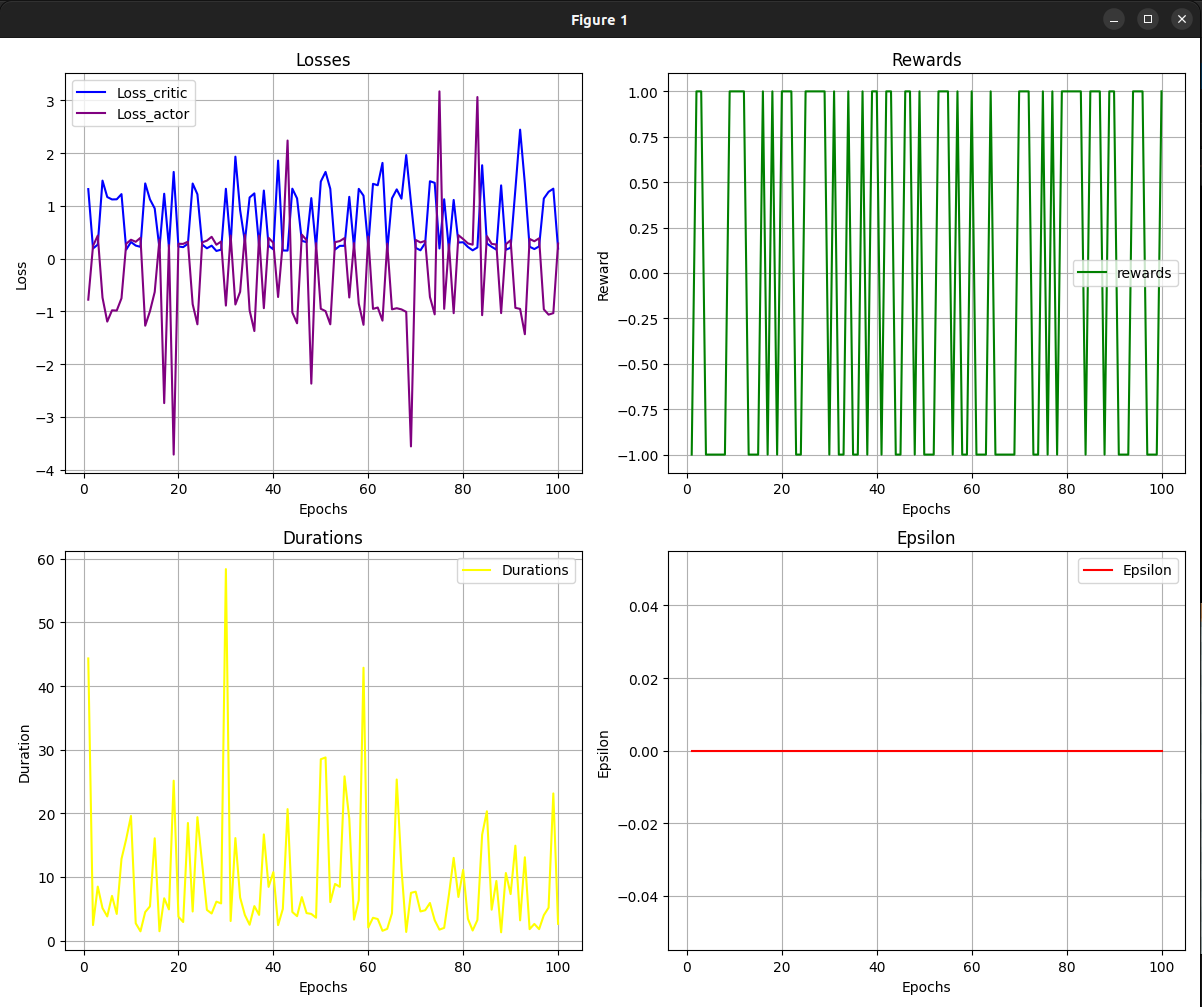 Figure 1
Losses
Loss_critic
Loss_actor
3
2
1
0
−1
−2
−3
−4
Loss
0
20
40
60
80
100
Epochs
Rewards
1.00
0.75
0.50
0.25
0.00
−0.25
−0.50
−0.75
−1.00
Reward
rewards
0
20
40
60
80
100
Epochs
Durations
Durations
60
50
40
30
20
10
0
Duration
0
20
40
60
80
100
Epochs
Epsilon
Epsilon
0.04
0.02
0.00
−0.02
−0.04
Epsilon
0
20
40
60
80
100
Epochs